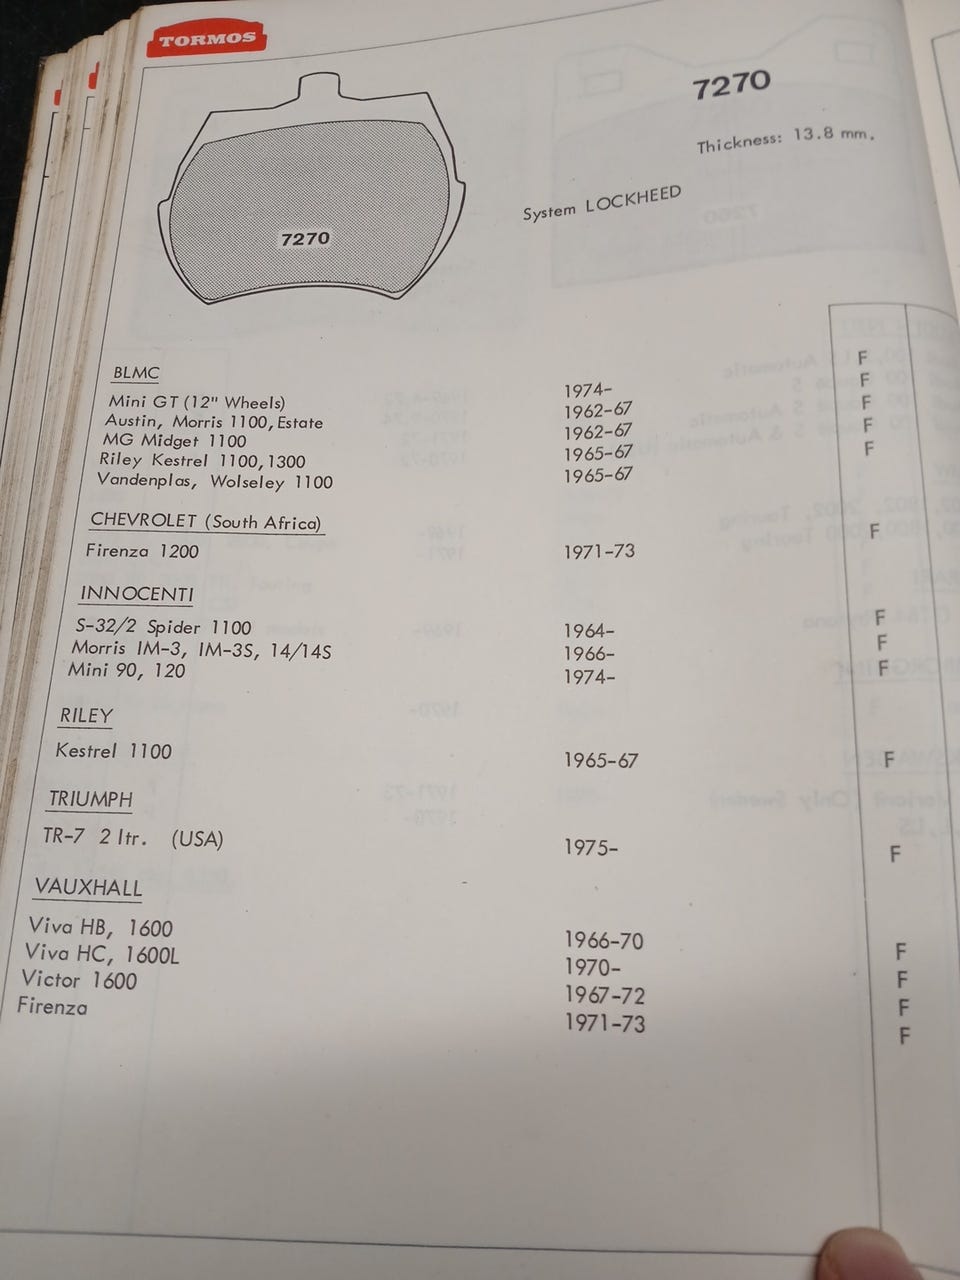 TORMOS
7270
Thickness: 13.8 mm.
System LOCKHEED
7270
BLMC
Mini GT (12" Wheels) 1974- F
Austin, Morris 1100, Estate 1962-67 F
MG Midget 1100 1962-67 F
Riley Kestrel 1100, 1300 1965-67 F
Vandenplas, Wolseley 1100 1965-67 F
CHEVROLET (South Africa)
Firenza 1200 1971-73 F
INNOCENTI
S-32/2 Spider 1100 1964- F
Morris IM-3, IM-3S, 14/14S 1966- F
Mini 90, 120 1974- F
RILEY
Kestrel 1100 1965-67 F
TRIUMPH
TR-7 2 ltr. (USA) 1975- F
VAUXHALL
Viva HB, 1600 1966-70 F
Viva HC, 1600L 1970- F
Victor 1600 1967-72 F
Firenza 1971-73 F